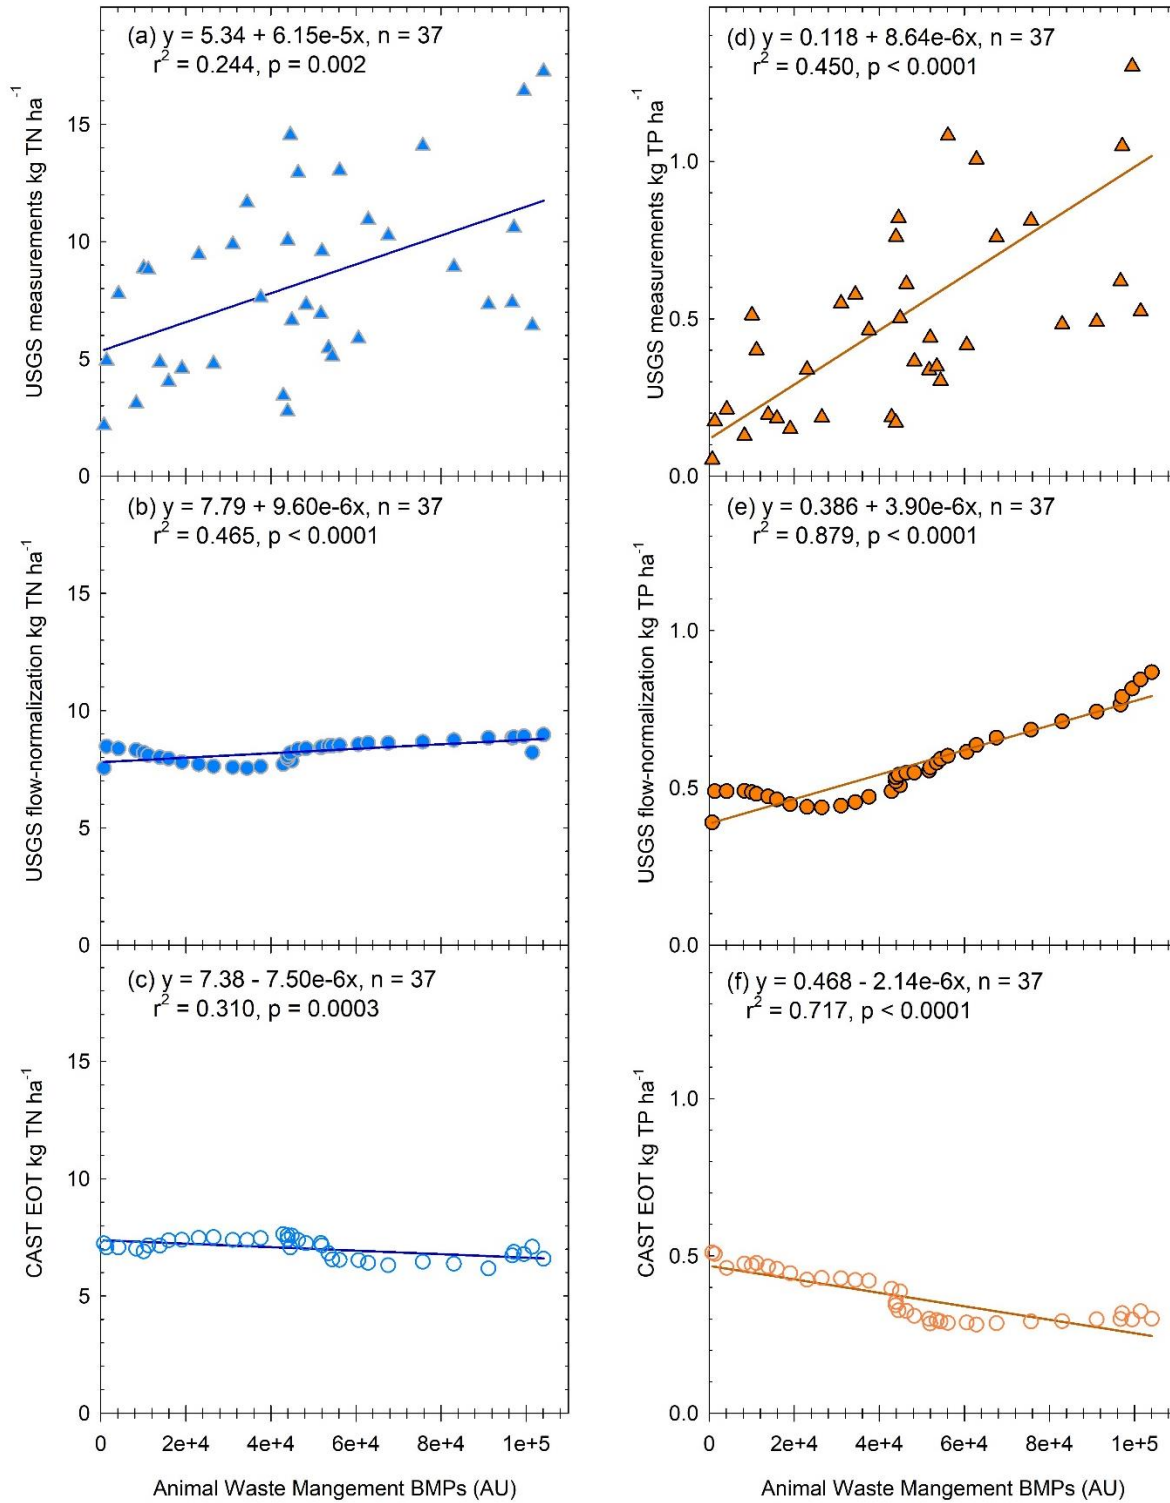 (a) y = 5.34 + 6.15e-5x, n = 37
r² = 0.244, p = 0.002
USGS measurements kg TN ha⁻¹
15
10
5
0
(b) y = 7.79 + 9.60e-6x, n = 37
r² = 0.465, p < 0.0001
USGS flow-normalization kg TN ha⁻¹
15
10
5
0
(c) y = 7.38 - 7.50e-6x, n = 37
r² = 0.310, p = 0.0003
CAST EOT kg TN ha⁻¹
15
10
5
0
0 2e+4 4e+4 6e+4 8e+4 1e+5
Animal Waste Mangement BMPs (AU)
(d) y = 0.118 + 8.64e-6x, n = 37
r² = 0.450, p < 0.0001
USGS measurements kg TP ha⁻¹
1.0
0.5
0.0
(e) y = 0.386 + 3.90e-6x, n = 37
r² = 0.879, p < 0.0001
USGS flow-normalization kg TP ha⁻¹
1.0
0.5
0.0
(f) y = 0.468 - 2.14e-6x, n = 37
r² = 0.717, p < 0.0001
CAST EOT kg TP ha⁻¹
1.0
0.5
0.0
0 2e+4 4e+4 6e+4 8e+4 1e+5
Animal Waste Mangement BMPs (AU)